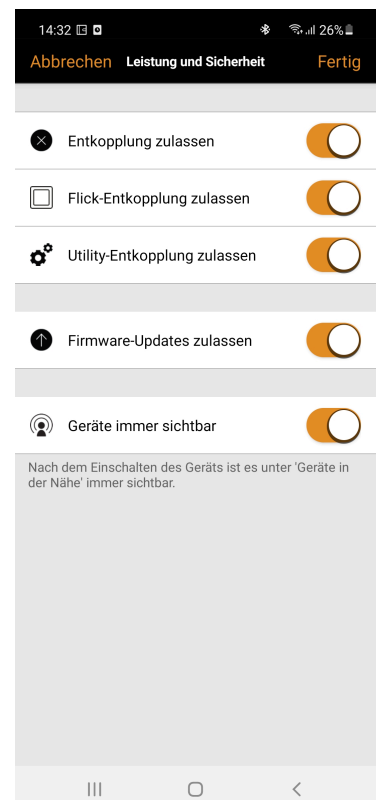 14:32 26%
Abbrechen Leistung und Sicherheit Fertig
Entkopplung zulassen
Flick-Entkopplung zulassen
Utility-Entkopplung zulassen
Firmware-Updates zulassen
Geräte immer sichtbar
Nach dem Einschalten des Geräts ist es unter 'Geräte in
der Nähe' immer sichtbar.